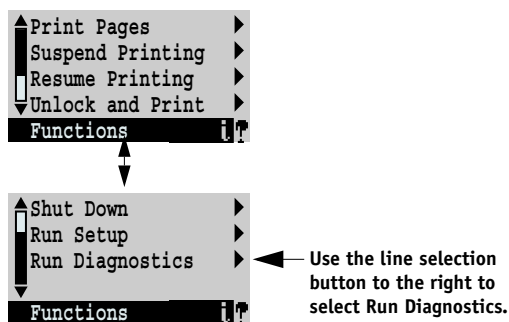 Print Pages
Suspend Printing
Resume Printing
Unlock and Print
Functions
Shut Down
Run Setup
Run Diagnostics
Use the line selection
button to the right to
select Run Diagnostics.
Functions